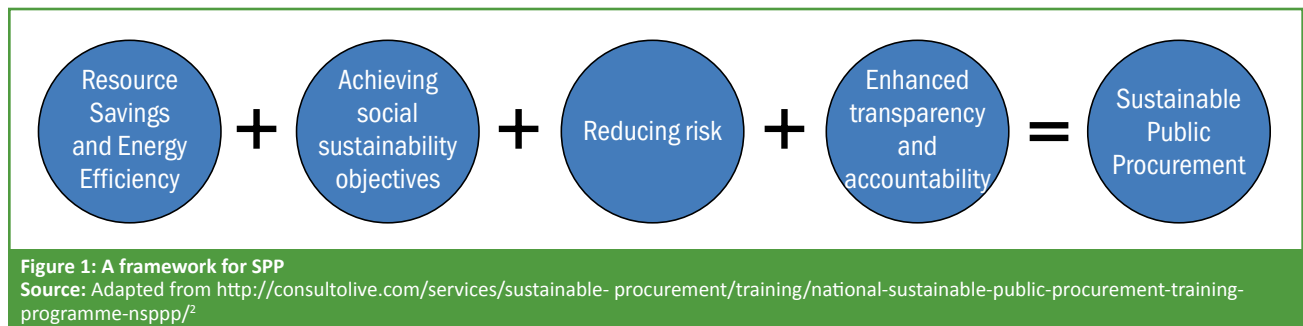 Resource
Savings
and Energy
Efficiency
+
Achieving
social
sustainability
objectives
+
Reducing risk
+
Enhanced
transparency
and
accountability
=
Sustainable
Public
Procurement
Figure 1: A framework for SPP
Source: Adapted from http://consultolive.com/services/sustainable- procurement/training/national-sustainable-public-procurement-training-
programme-nsppp/²